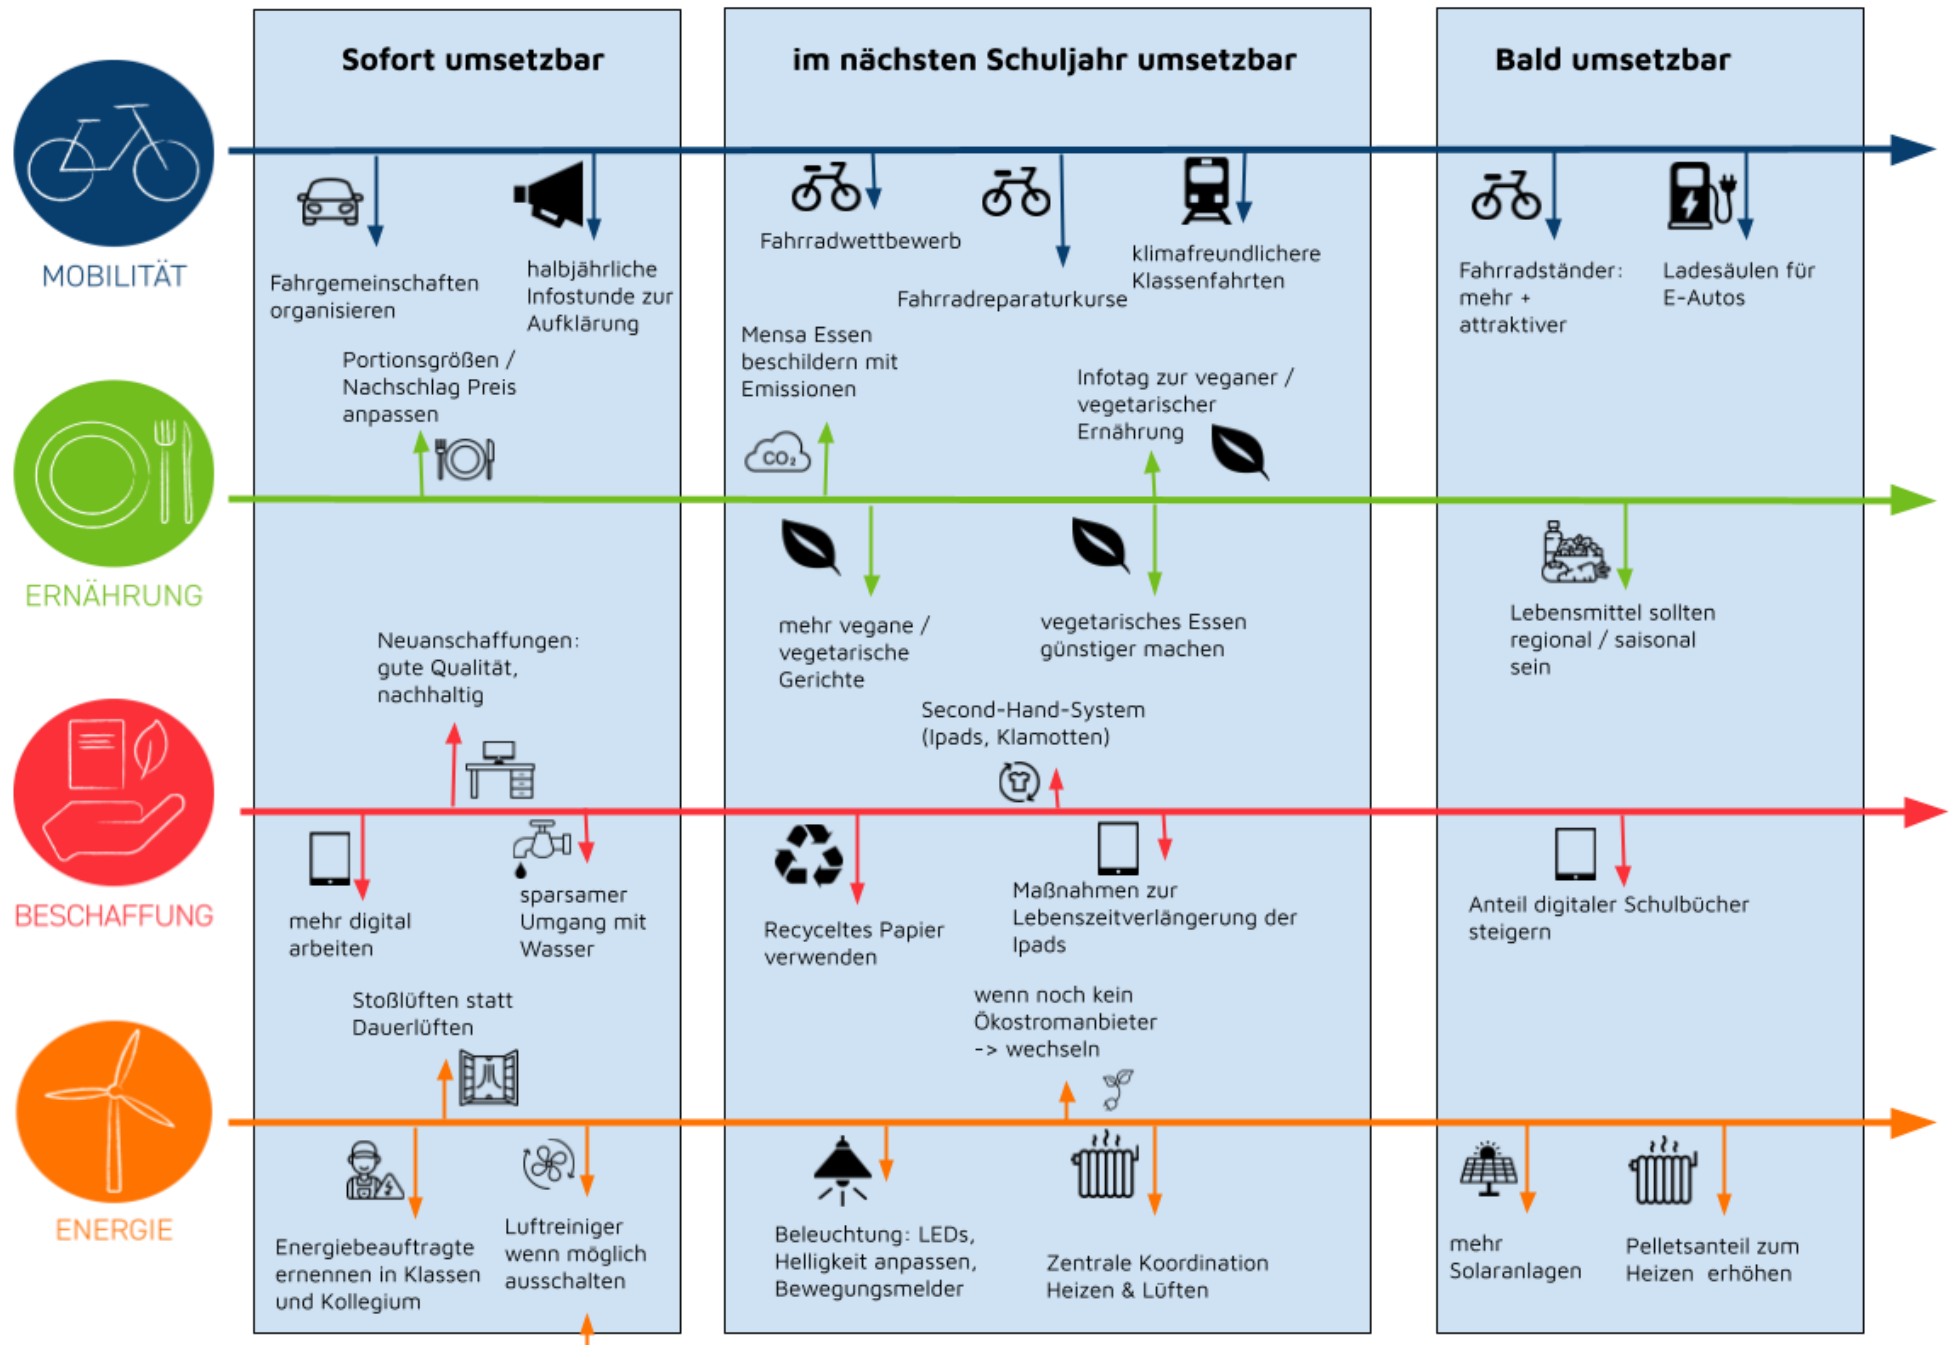 Sofort umsetzbar
im nächsten Schuljahr umsetzbar
Bald umsetzbar
MOBILITÄT
Fahrgemeinschaften
organisieren
halbjährliche
Infostunde zur
Aufklärung
Fahrradwettbewerb
Fahrradreparaturkurse
klimafreundlichere
Klassenfahrten
Fahrradständer:
mehr +
attraktiver
Ladesäulen für
E-Autos
ERNÄHRUNG
Portionsgrößen /
Nachschlag Preis
anpassen
Mensa Essen
beschildern mit
Emissionen
CO₂
Infotag zur veganer /
vegetarischer
Ernährung
mehr vegane /
vegetarische
Gerichte
vegetarisches Essen
günstiger machen
Lebensmittel sollten
regional / saisonal
sein
BESCHAFFUNG
Neuanschaffungen:
gute Qualität,
nachhaltig
mehr digital
arbeiten
sparsamer
Umgang mit
Wasser
Second-Hand-System
(Ipads, Klamotten)
Recyceltes Papier
verwenden
Maßnahmen zur
Lebenszeitverlängerung der
Ipads
Anteil digitaler Schulbücher
steigern
ENERGIE
Stoßlüften statt
Dauerlüften
Energiebeauftragte
ernennen in Klassen
und Kollegium
Luftreiniger
wenn möglich
ausschalten
wenn noch kein
Ökostromanbieter
-> wechseln
Beleuchtung: LEDs,
Helligkeit anpassen,
Bewegungsmelder
Zentrale Koordination
Heizen & Lüften
mehr
Solaranlagen
Pelletsanteil zum
Heizen erhöhen